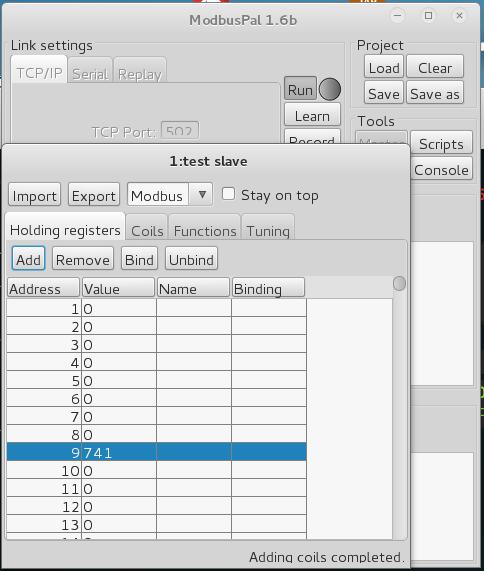 ModbusPal 1.6b
Link settings
TCP/IP Serial Replay
TCP Port: 502
Run
Learn
Record
Project
Load Clear
Save Save as
Tools
Master Scripts
Console
1:test slave
Import Export Modbus Stay on top
Holding registers Coils Functions Tuning
Add Remove Bind Unbind
Address Value Name Binding
1 0
2 0
3 0
4 0
5 0
6 0
7 0
8 0
9 741
10 0
11 0
12 0
13 0
Adding coils completed.